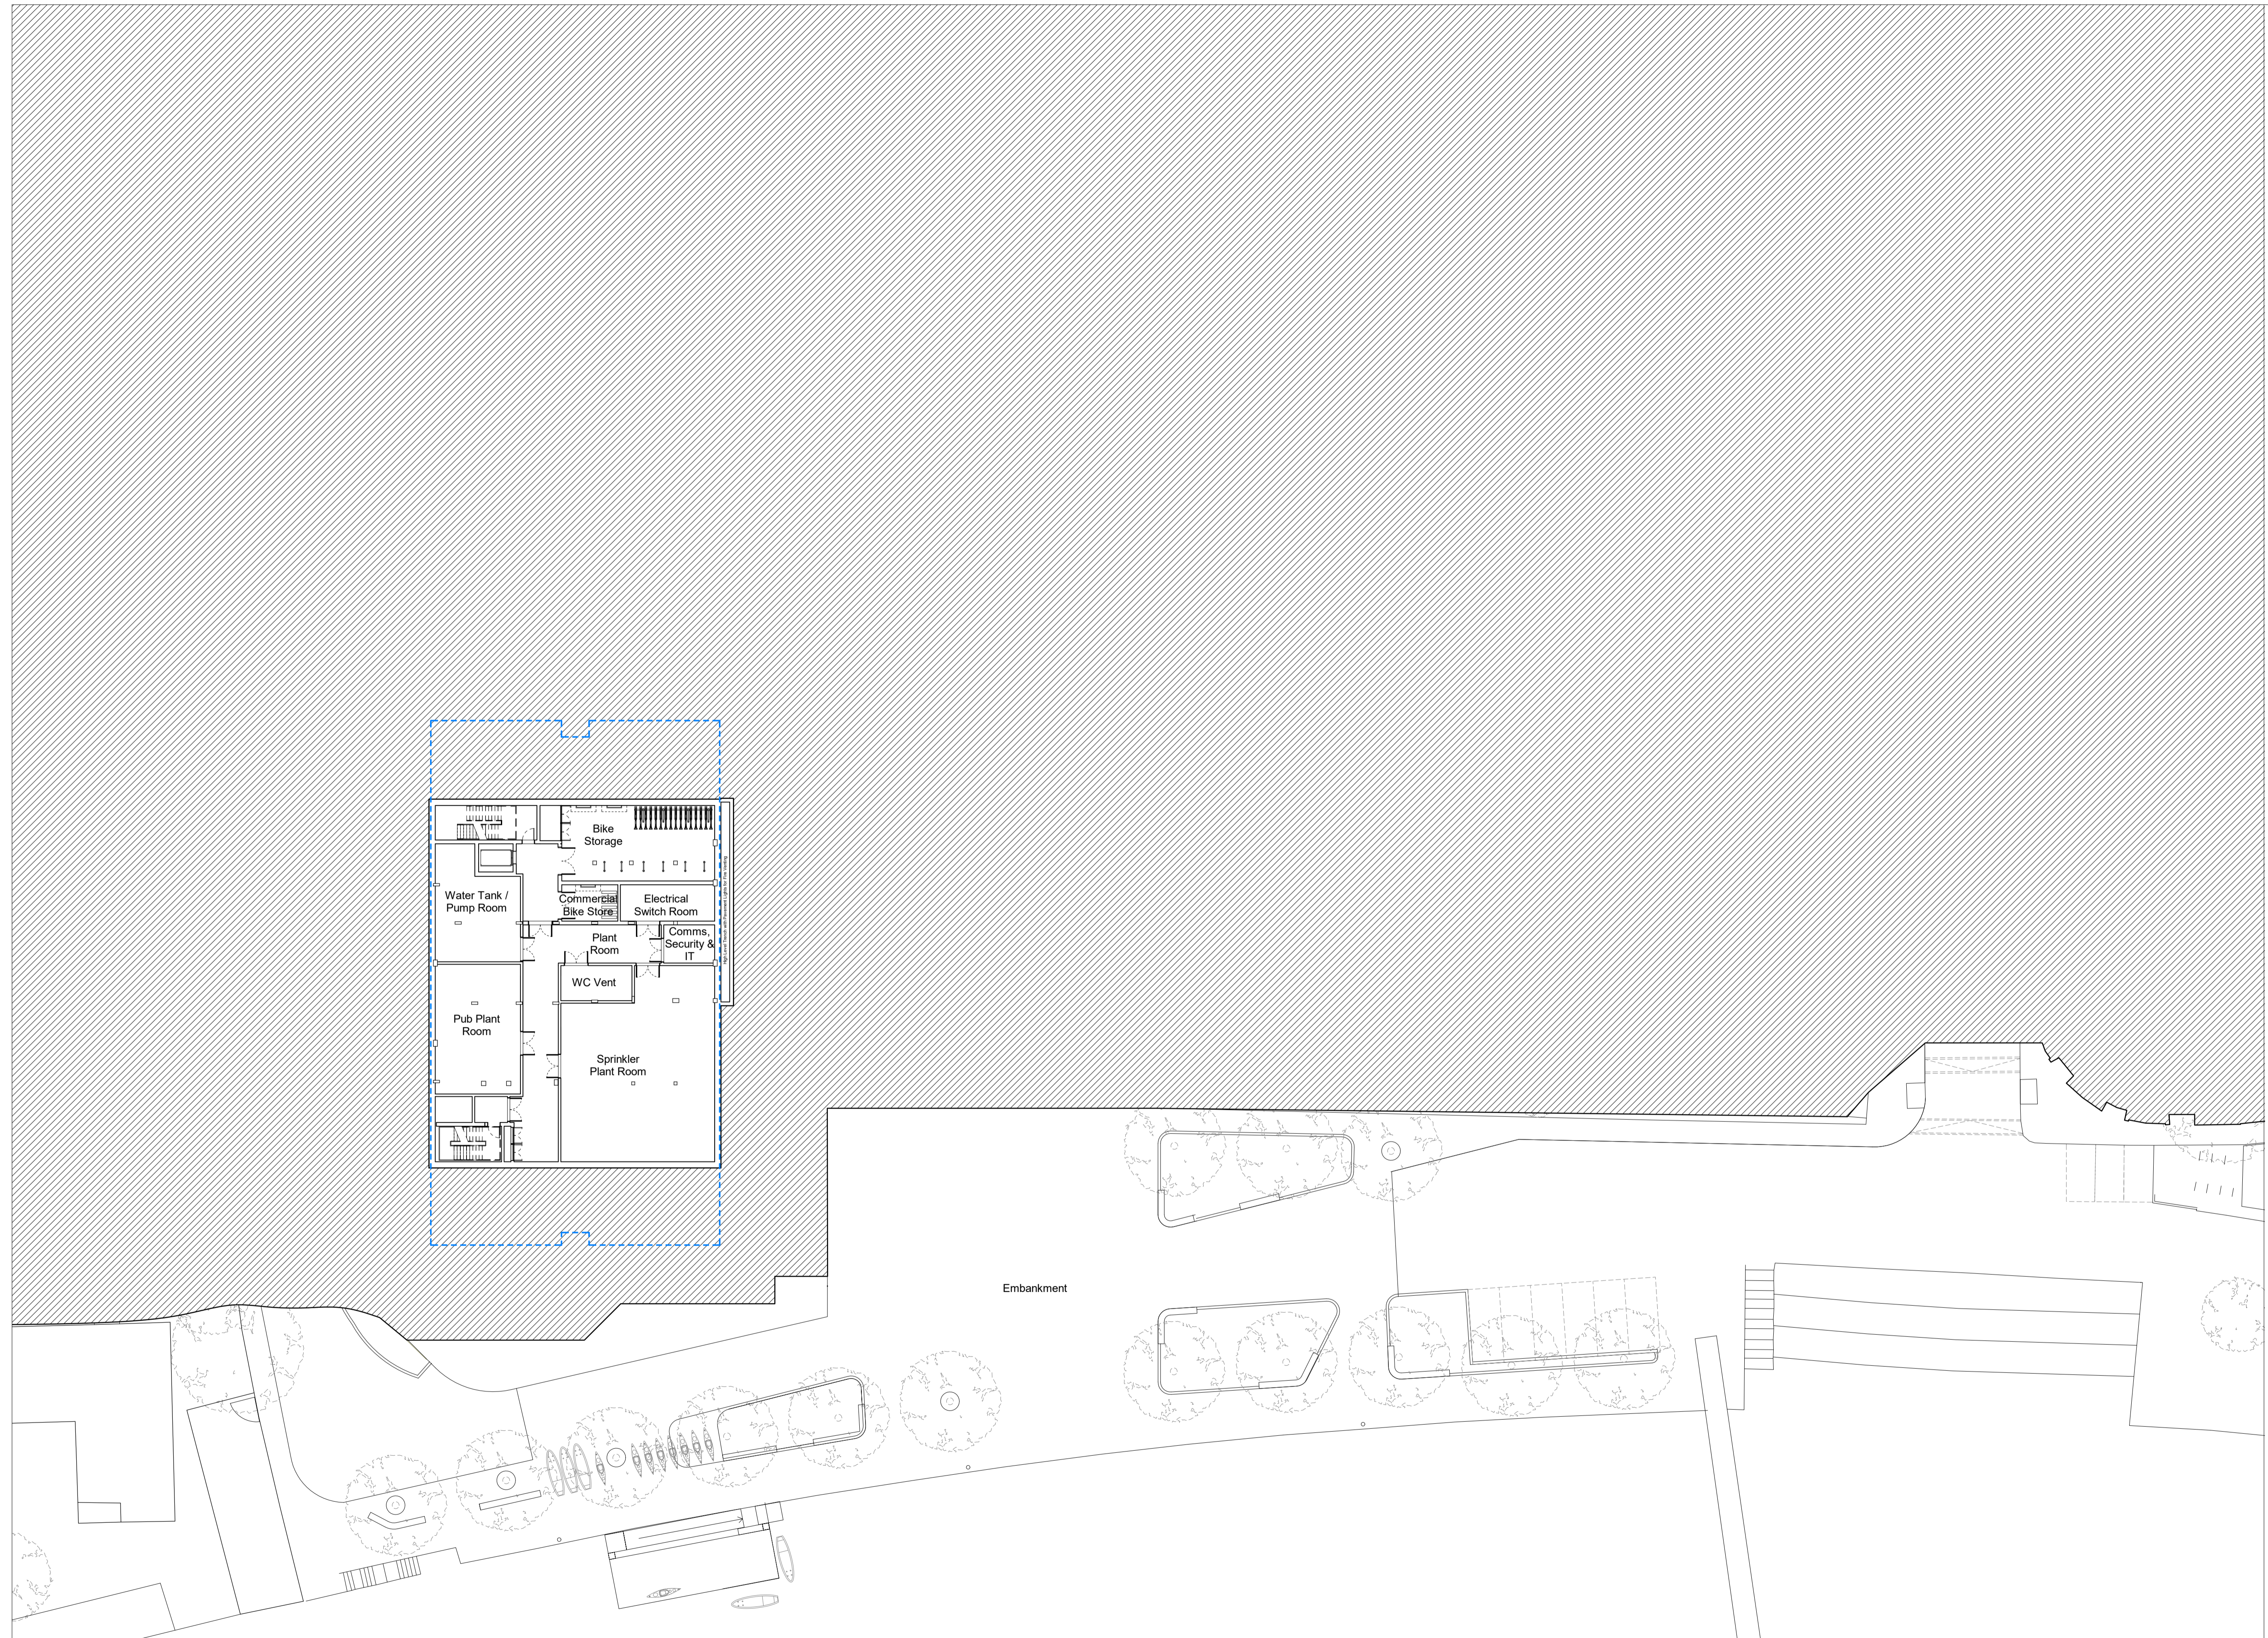 Bike
Storage
Water Tank /
Pump Room
Commercial
Bike Store
Electrical
Switch Room
Plant
Room
Comms,
Security &
IT
WC Vent
Pub Plant
Room
Sprinkler
Plant Room
Embankment